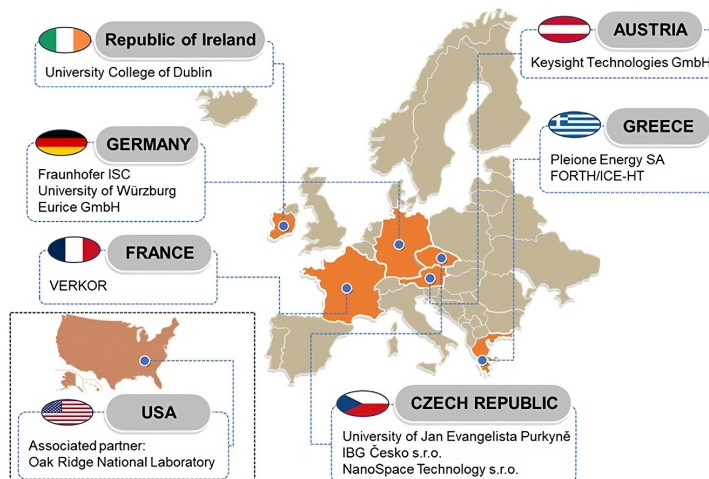 Republic of Ireland
University College of Dublin
AUSTRIA
Keysight Technologies GmbH
GERMANY
Fraunhofer ISC
University of Würzburg
Eurice GmbH
GREECE
Pleione Energy SA
FORTH/ICE-HT
FRANCE
VERKOR
USA
Associated partner:
Oak Ridge National Laboratory
CZECH REPUBLIC
University of Jan Evangelista Purkyně
IBG Česko s.r.o.
NanoSpace Technology s.r.o.